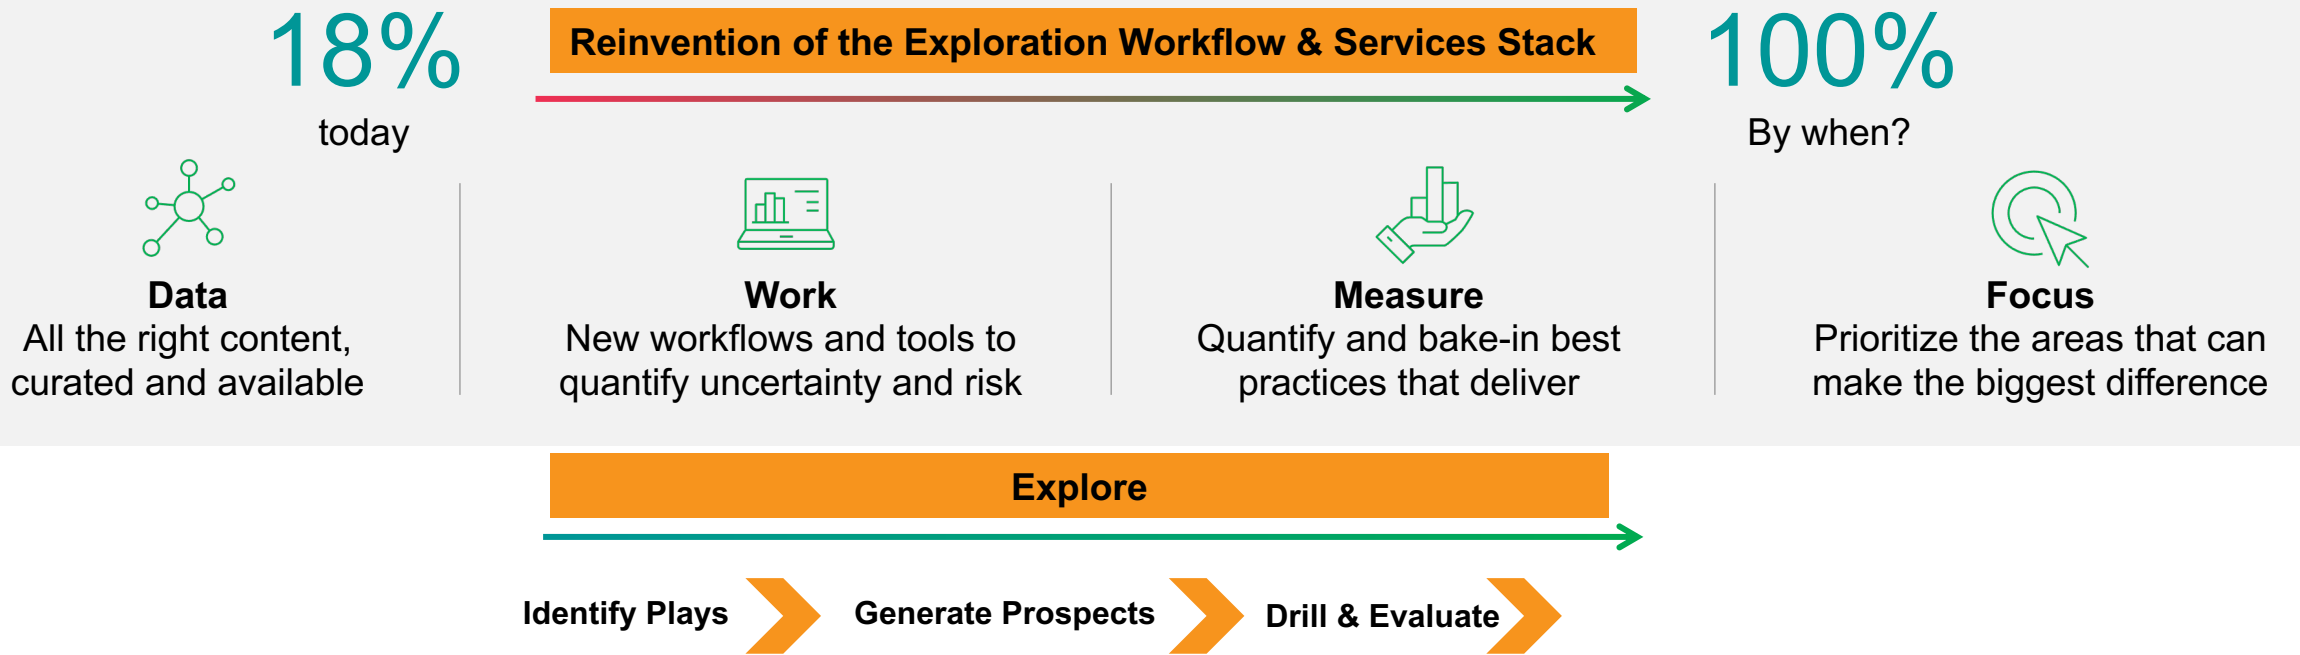 18%
today
Reinvention of the Exploration Workflow & Services Stack
100%
By when?
Data
All the right content,
curated and available
Work
New workflows and tools to
quantify uncertainty and risk
Measure
Quantify and bake-in best
practices that deliver
Focus
Prioritize the areas that can
make the biggest difference
Explore
Identify Plays
Generate Prospects
Drill & Evaluate